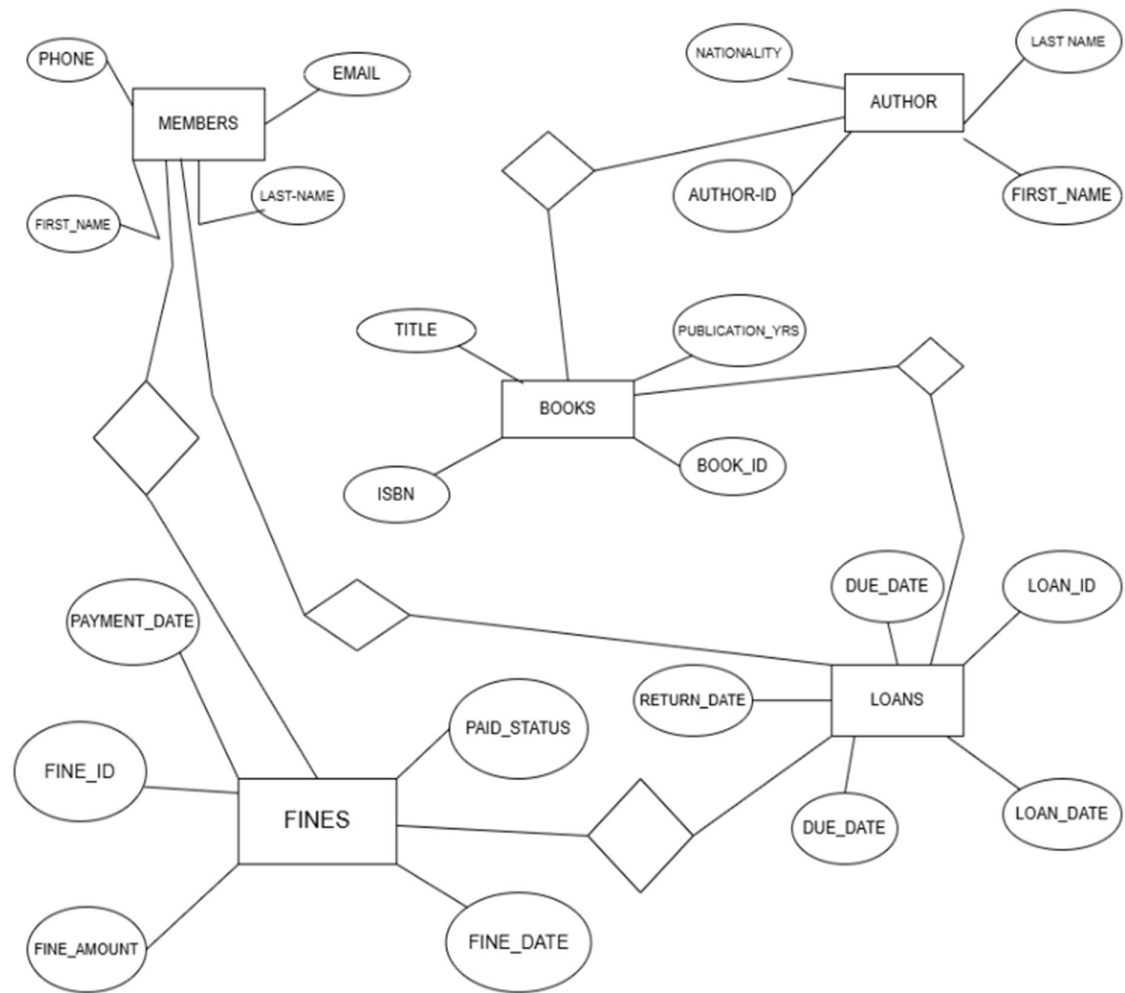 PHONE
EMAIL
MEMBERS
FIRST_NAME
LAST-NAME
NATIONALITY
LAST NAME
AUTHOR
AUTHOR-ID
FIRST_NAME
TITLE
PUBLICATION_YRS
BOOKS
ISBN
BOOK_ID
DUE_DATE
LOAN_ID
RETURN_DATE
LOANS
DUE_DATE
LOAN_DATE
PAYMENT_DATE
PAID_STATUS
FINE_ID
FINES
FINE_AMOUNT
FINE_DATE